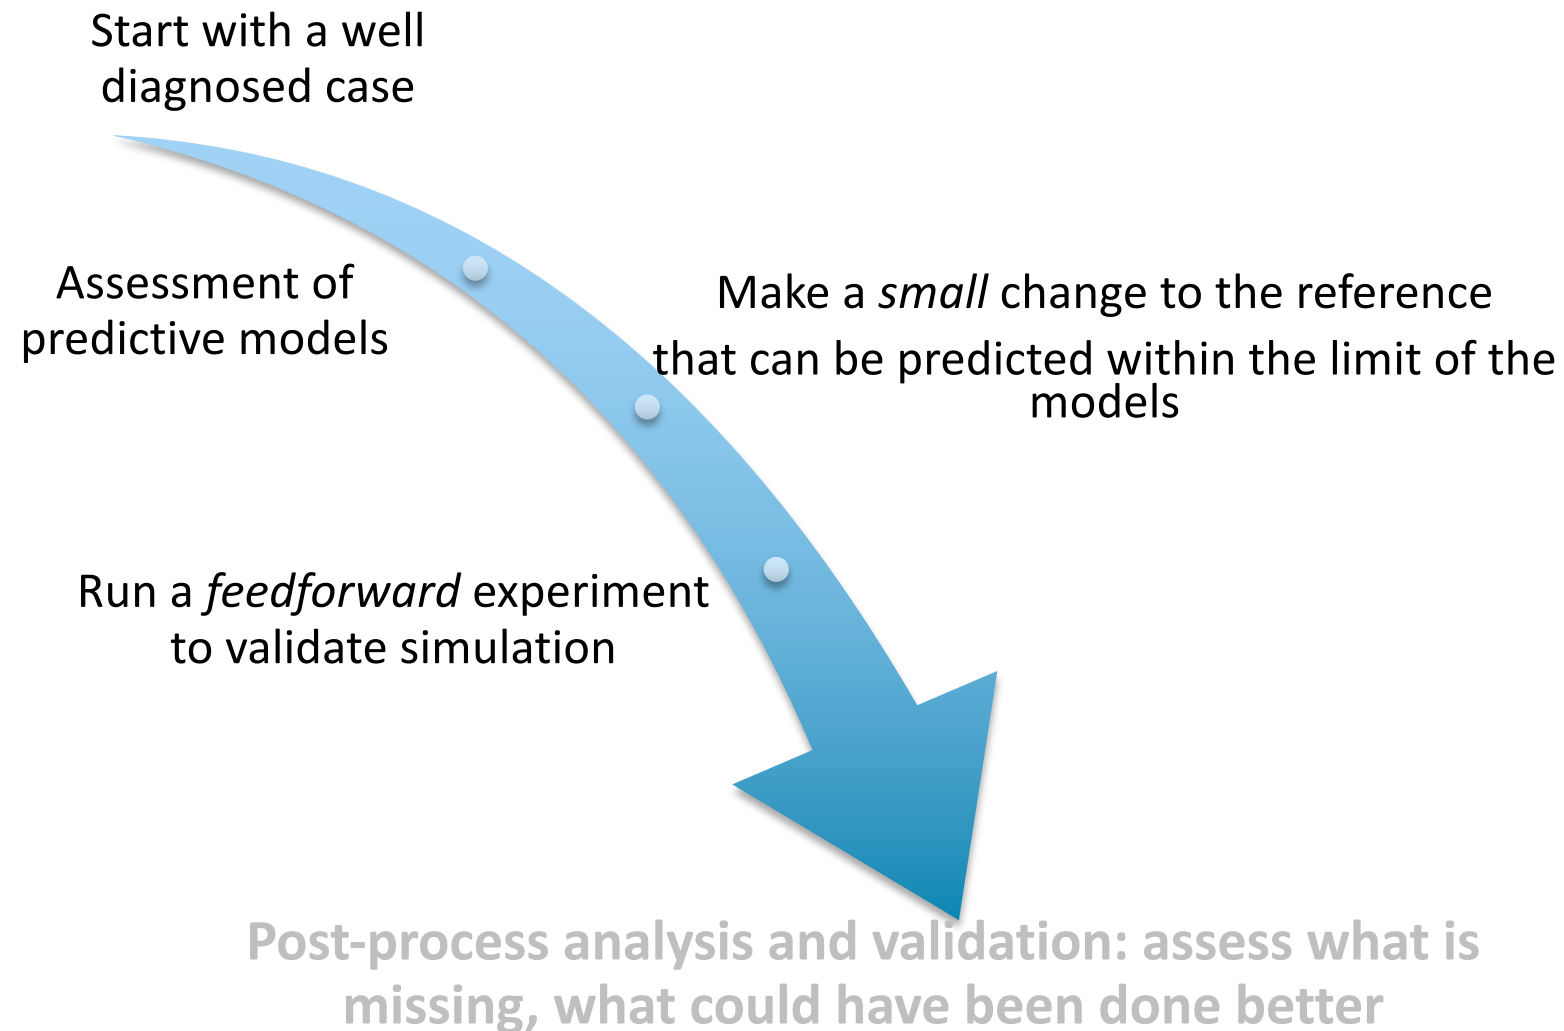 Start with a well
diagnosed case
Assessment of
predictive models
Make a small change to the reference
that can be predicted within the limit of the
models
Run a feedforward experiment
to validate simulation
Post-process analysis and validation: assess what is
missing, what could have been done better